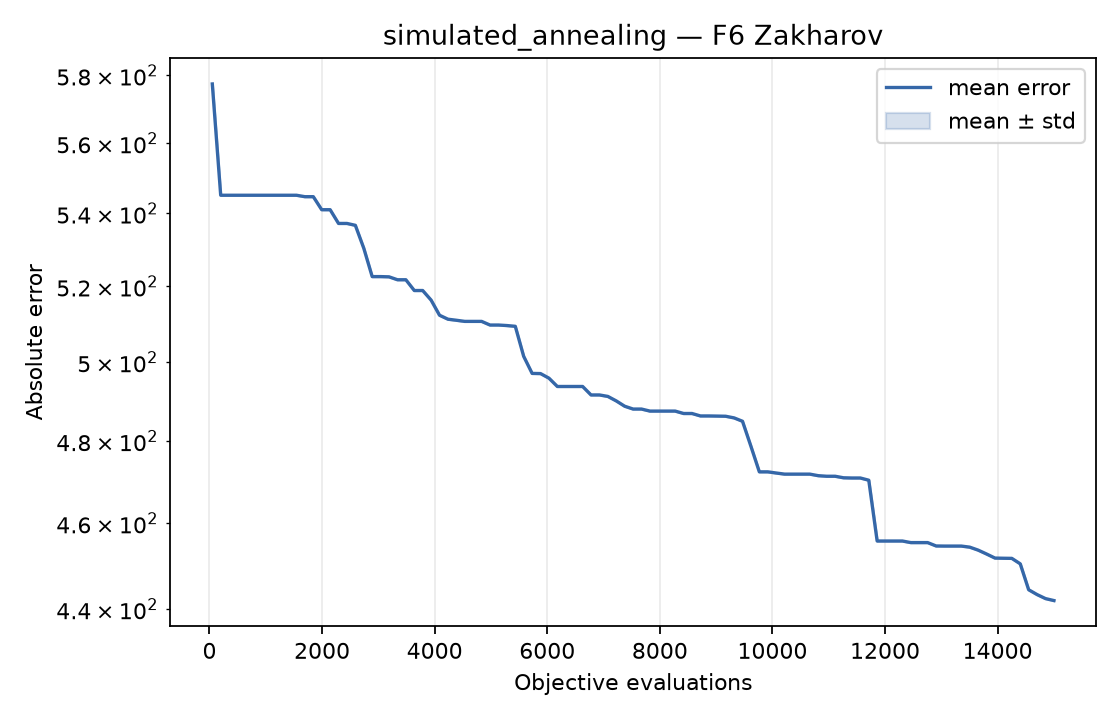 simulated_annealing — F6 Zakharov
mean error
mean ± std
Absolute error
5.8 × 10²
5.6 × 10²
5.4 × 10²
5.2 × 10²
5 × 10²
4.8 × 10²
4.6 × 10²
4.4 × 10²
0 2000 4000 6000 8000 10000 12000 14000
Objective evaluations